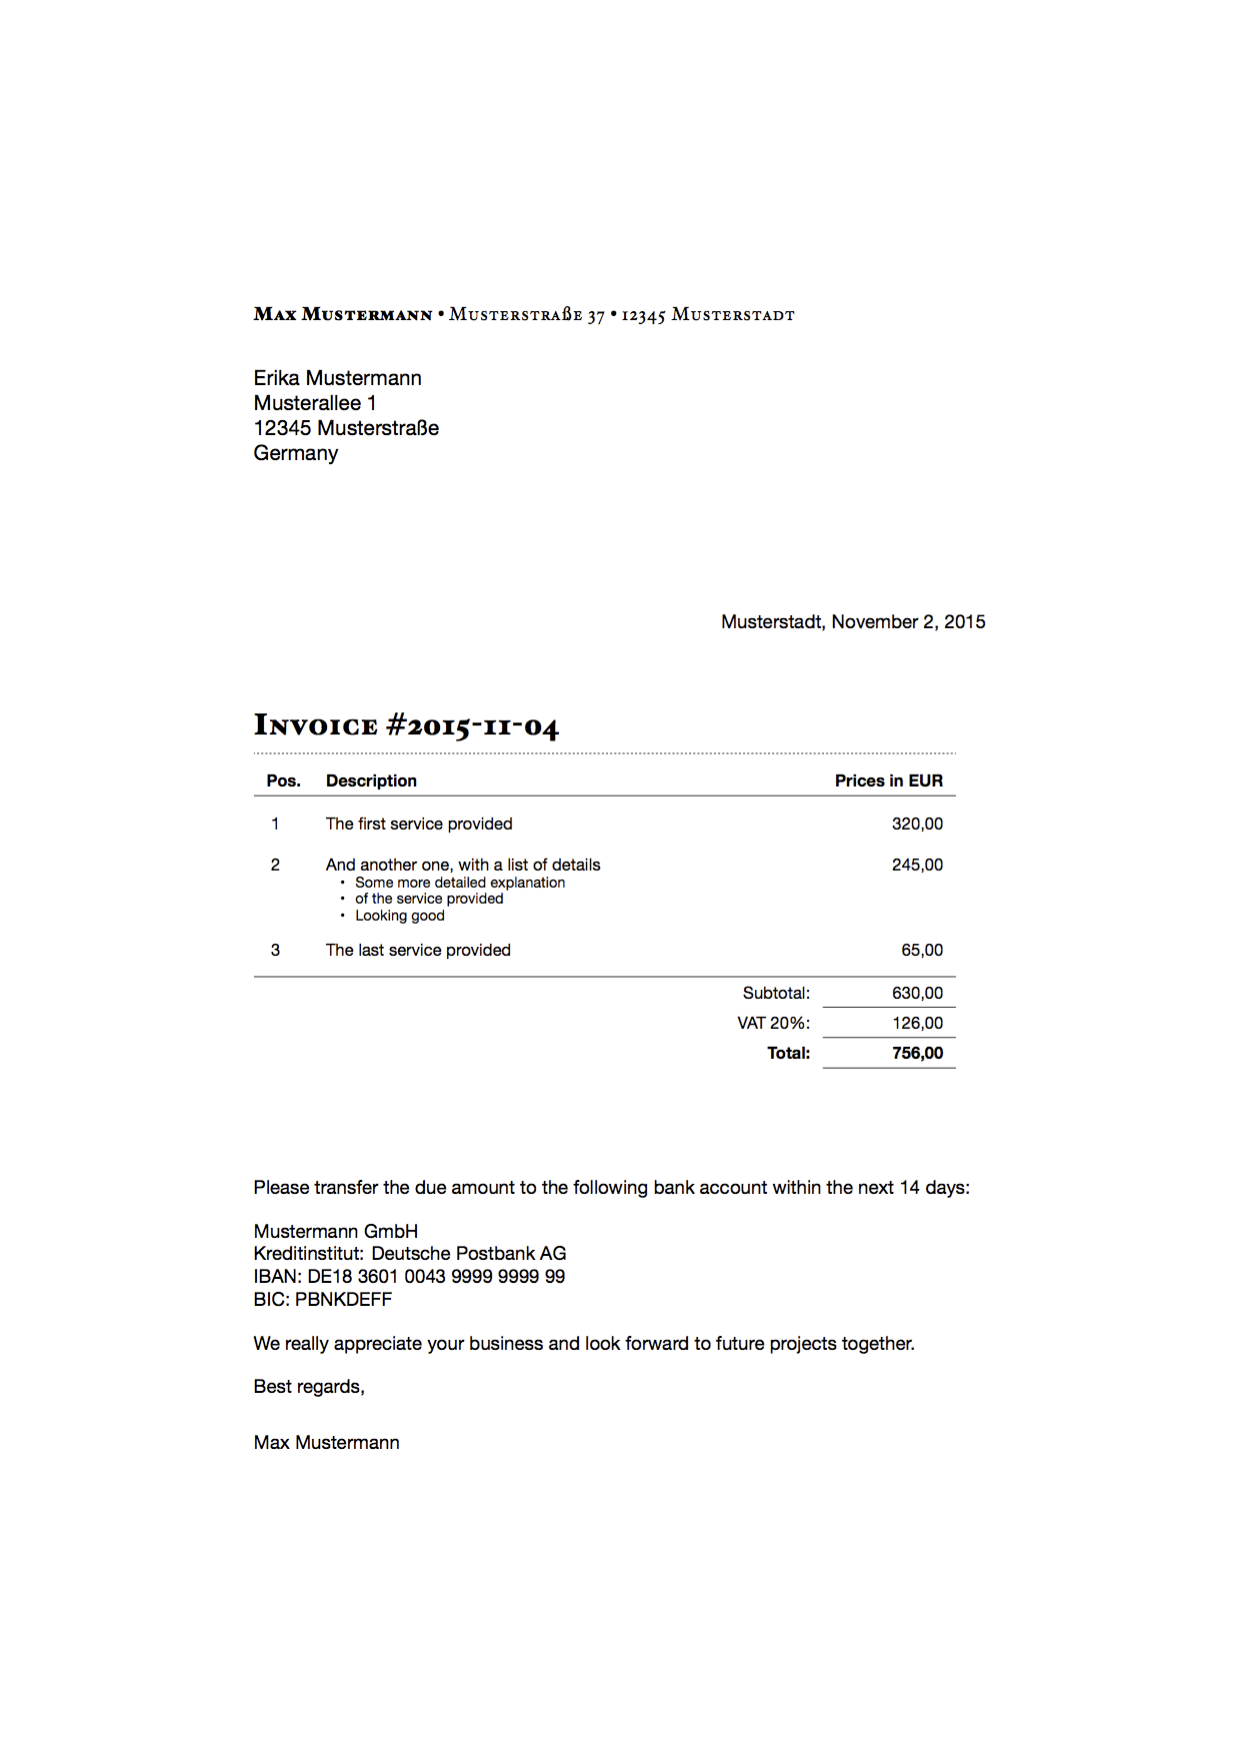 Max Mustermann • Musterstraße 37 • 12345 Musterstadt
Erika Mustermann
Musterallee 1
12345 Musterstraße
Germany
Musterstadt, November 2, 2015
Invoice #2015-11-04
Pos. Description Prices in EUR
1 The first service provided 320,00
2 And another one, with a list of details 245,00
• Some more detailed explanation
• of the service provided
• Looking good
3 The last service provided 65,00
Subtotal: 630,00
VAT 20%: 126,00
Total: 756,00
Please transfer the due amount to the following bank account within the next 14 days:
Mustermann GmbH
Kreditinstitut: Deutsche Postbank AG
IBAN: DE18 3601 0043 9999 9999 99
BIC: PBNKDEFF
We really appreciate your business and look forward to future projects together.
Best regards,
Max Mustermann